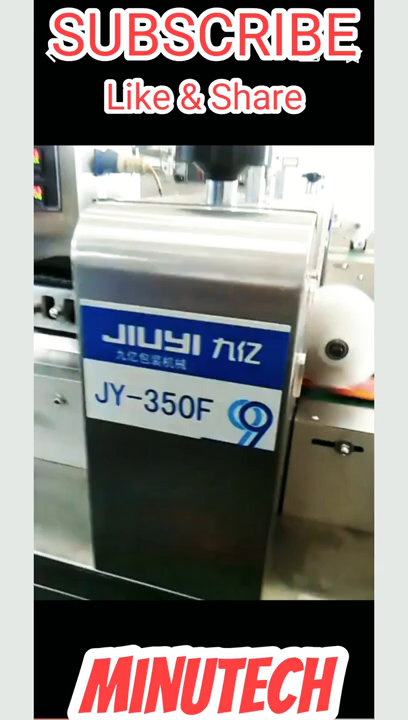 SUBSCRIBE
Like & Share
JIUYI 九亿
九亿包装机械
JY-350F
MINUTECH